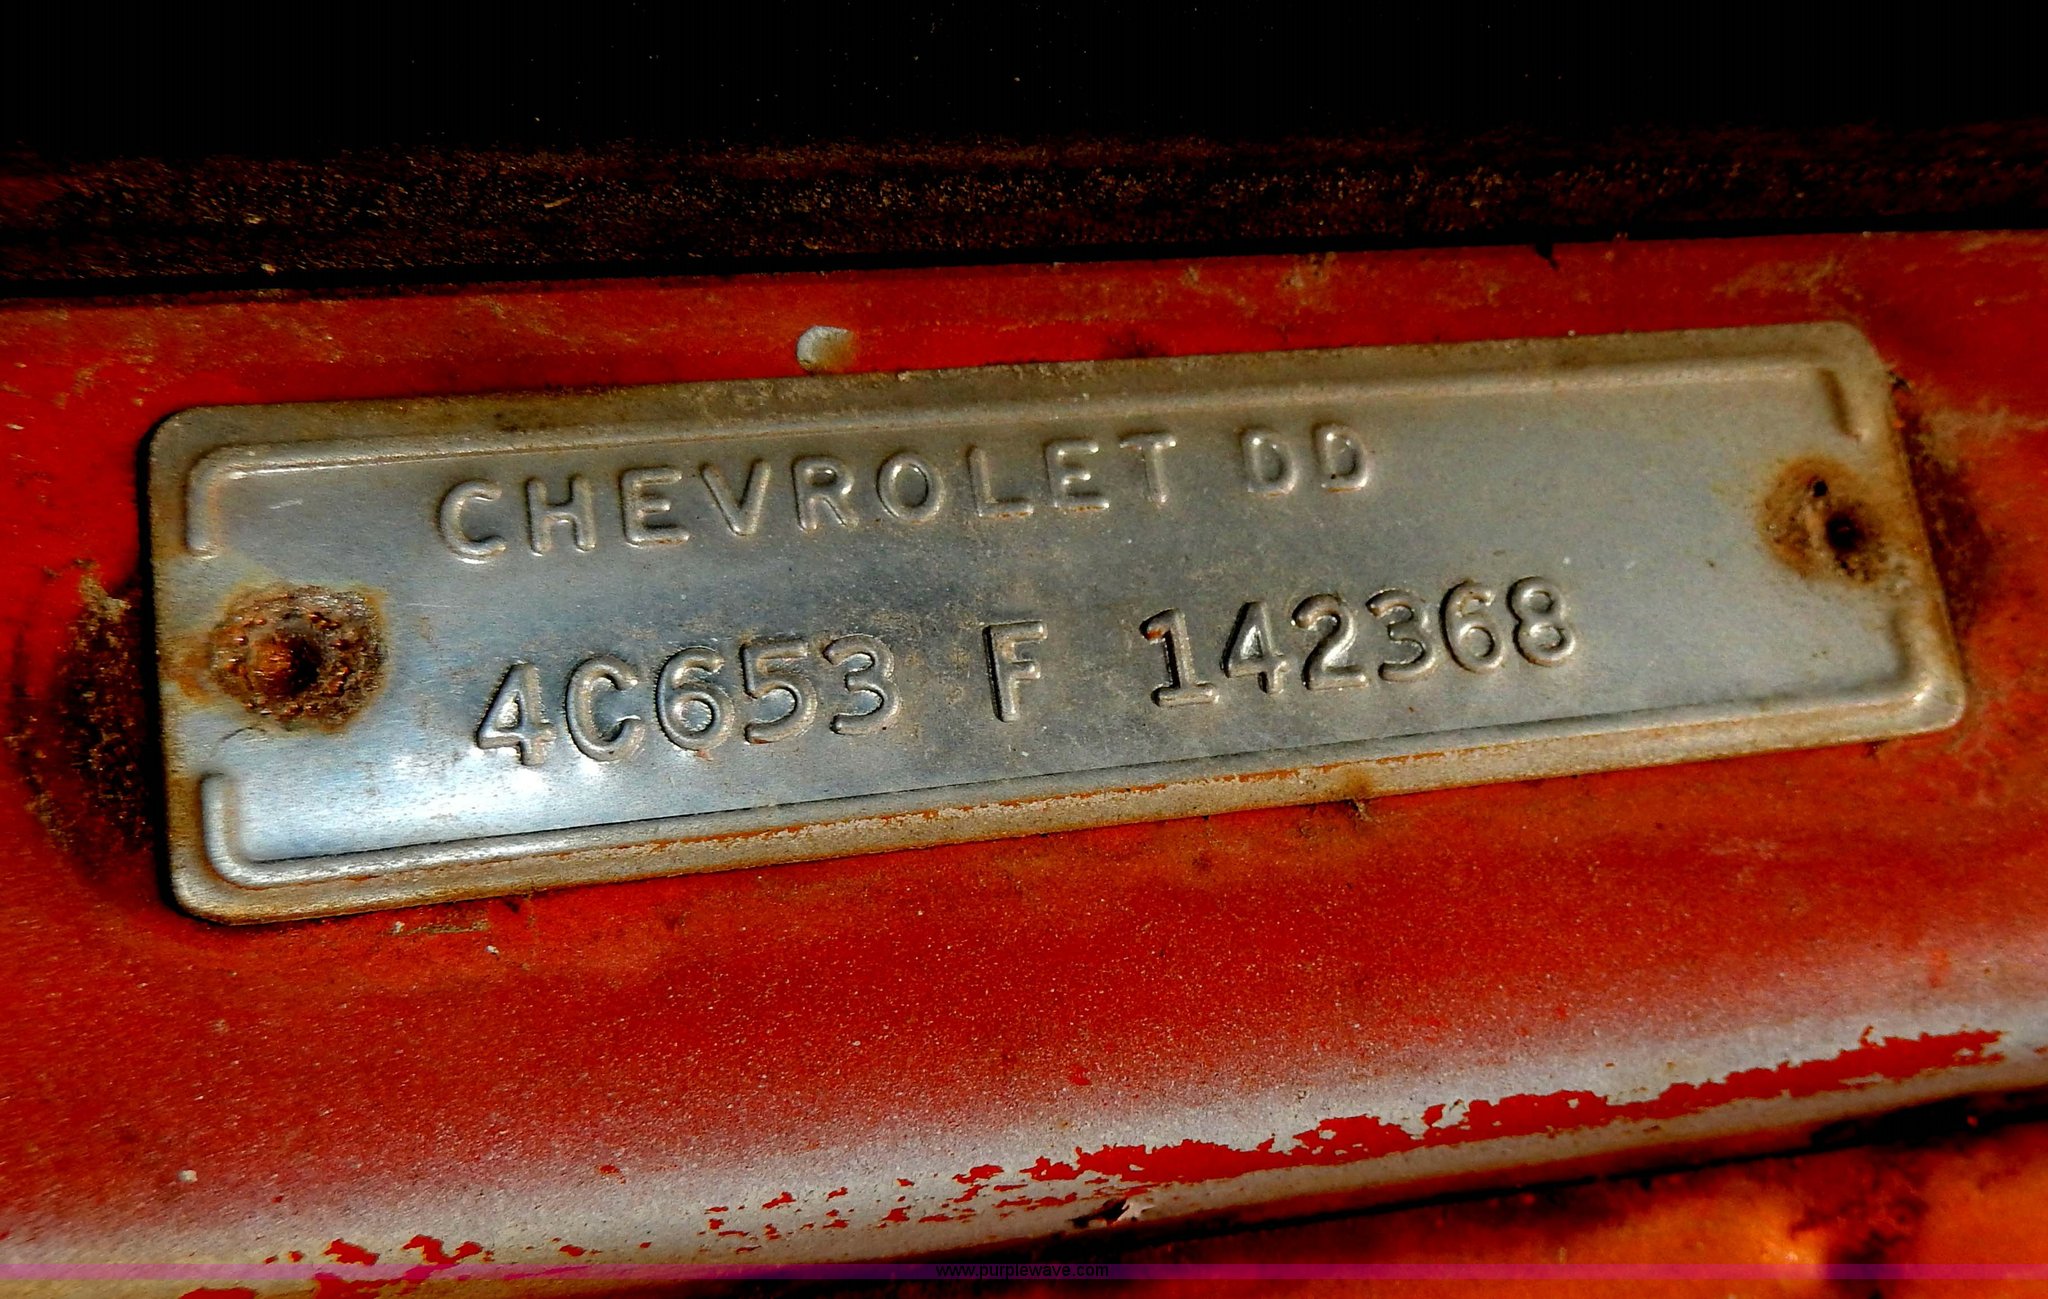 CHEVROLET DD
4C653 F 142368
www.purplewave.com